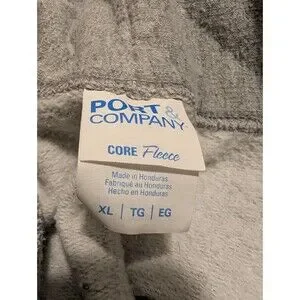 PORT &
COMPANY
CORE Fleece
Made in Honduras
Fabriqué au Honduras
Hecho en Honduras
XL | TG | EG